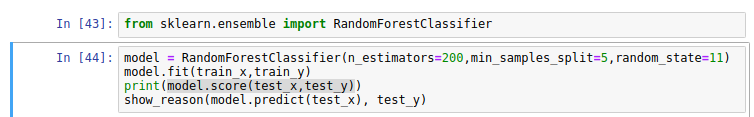 In [43]: from sklearn.ensemble import RandomForestClassifier
In [44]: model = RandomForestClassifier(n_estimators=200,min_samples_split=5,random_state=11)
model.fit(train_x,train_y)
print(model.score(test_x,test_y))
show_reason(model.predict(test_x), test_y)